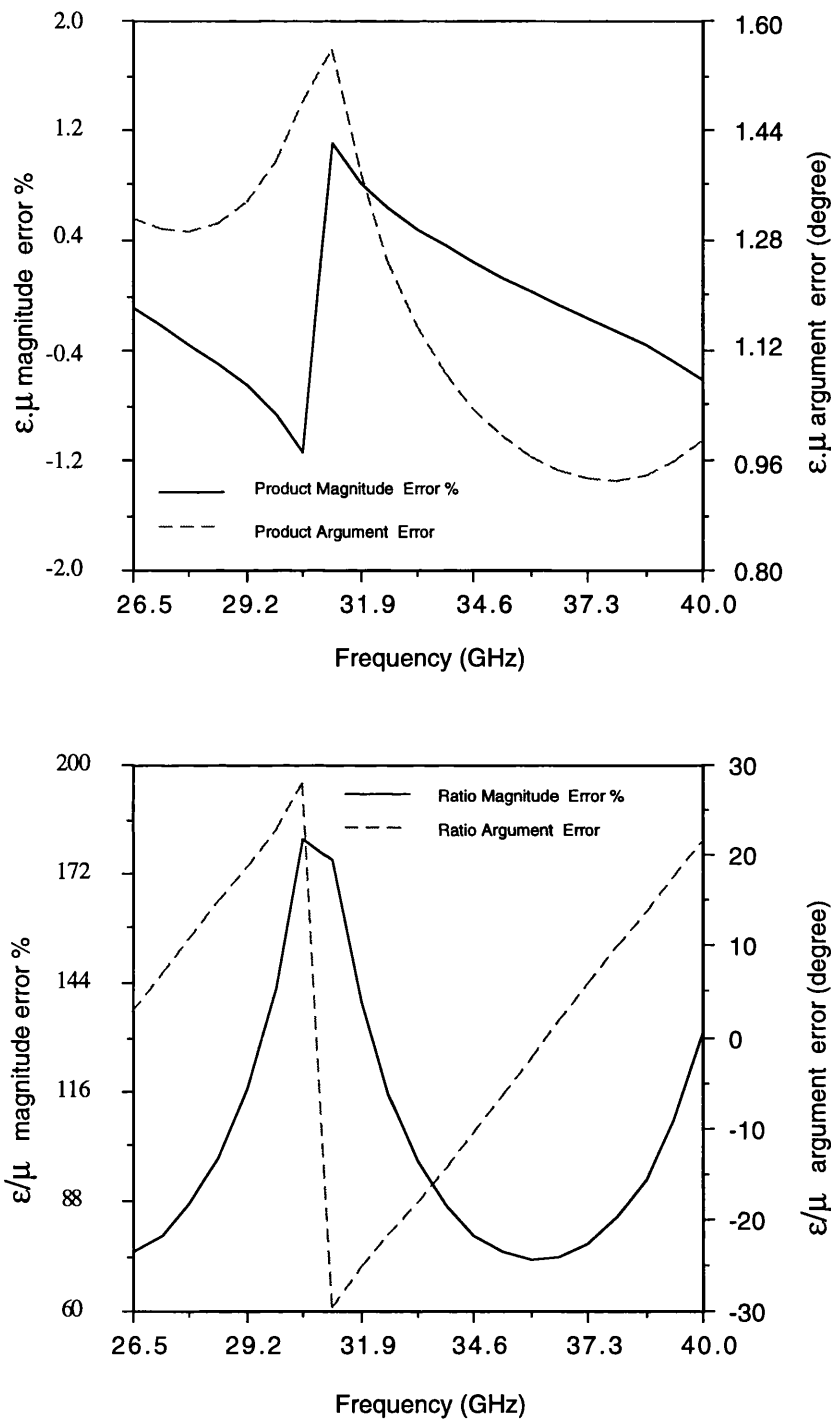 2.0
1.2
0.4
-0.4
-1.2
-2.0
ε.μ magnitude error %
1.60
1.44
1.28
1.12
0.96
0.80
ε.μ argument error (degree)
Product Magnitude Error %
Product Argument Error
26.5 29.2 31.9 34.6 37.3 40.0
Frequency (GHz)
200
172
144
116
88
60
ε/μ magnitude error %
30
20
10
0
-10
-20
-30
ε/μ argument error (degree)
Ratio Magnitude Error %
Ratio Argument Error
26.5 29.2 31.9 34.6 37.3 40.0
Frequency (GHz)